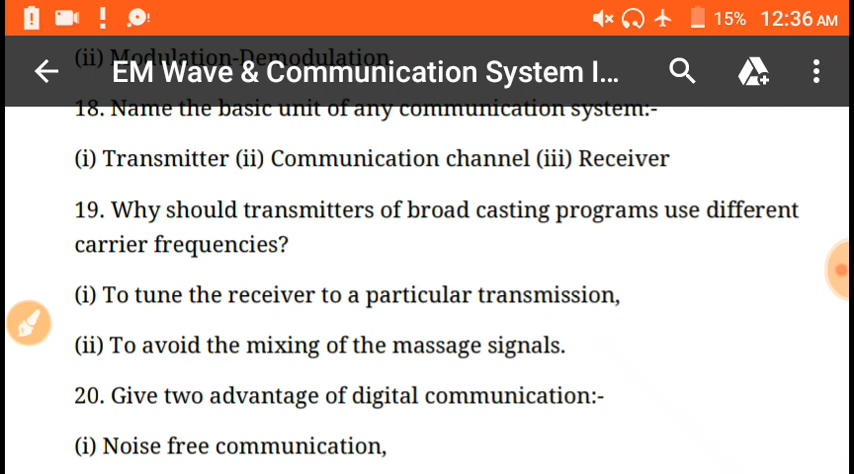 15% 12:36 AM
(ii) Modulation-Demodulation
EM Wave & Communication System I...
18. Name the basic unit of any communication system:-
(i) Transmitter (ii) Communication channel (iii) Receiver
19. Why should transmitters of broad casting programs use different
carrier frequencies?
(i) To tune the receiver to a particular transmission,
(ii) To avoid the mixing of the massage signals.
20. Give two advantage of digital communication:-
(i) Noise free communication,